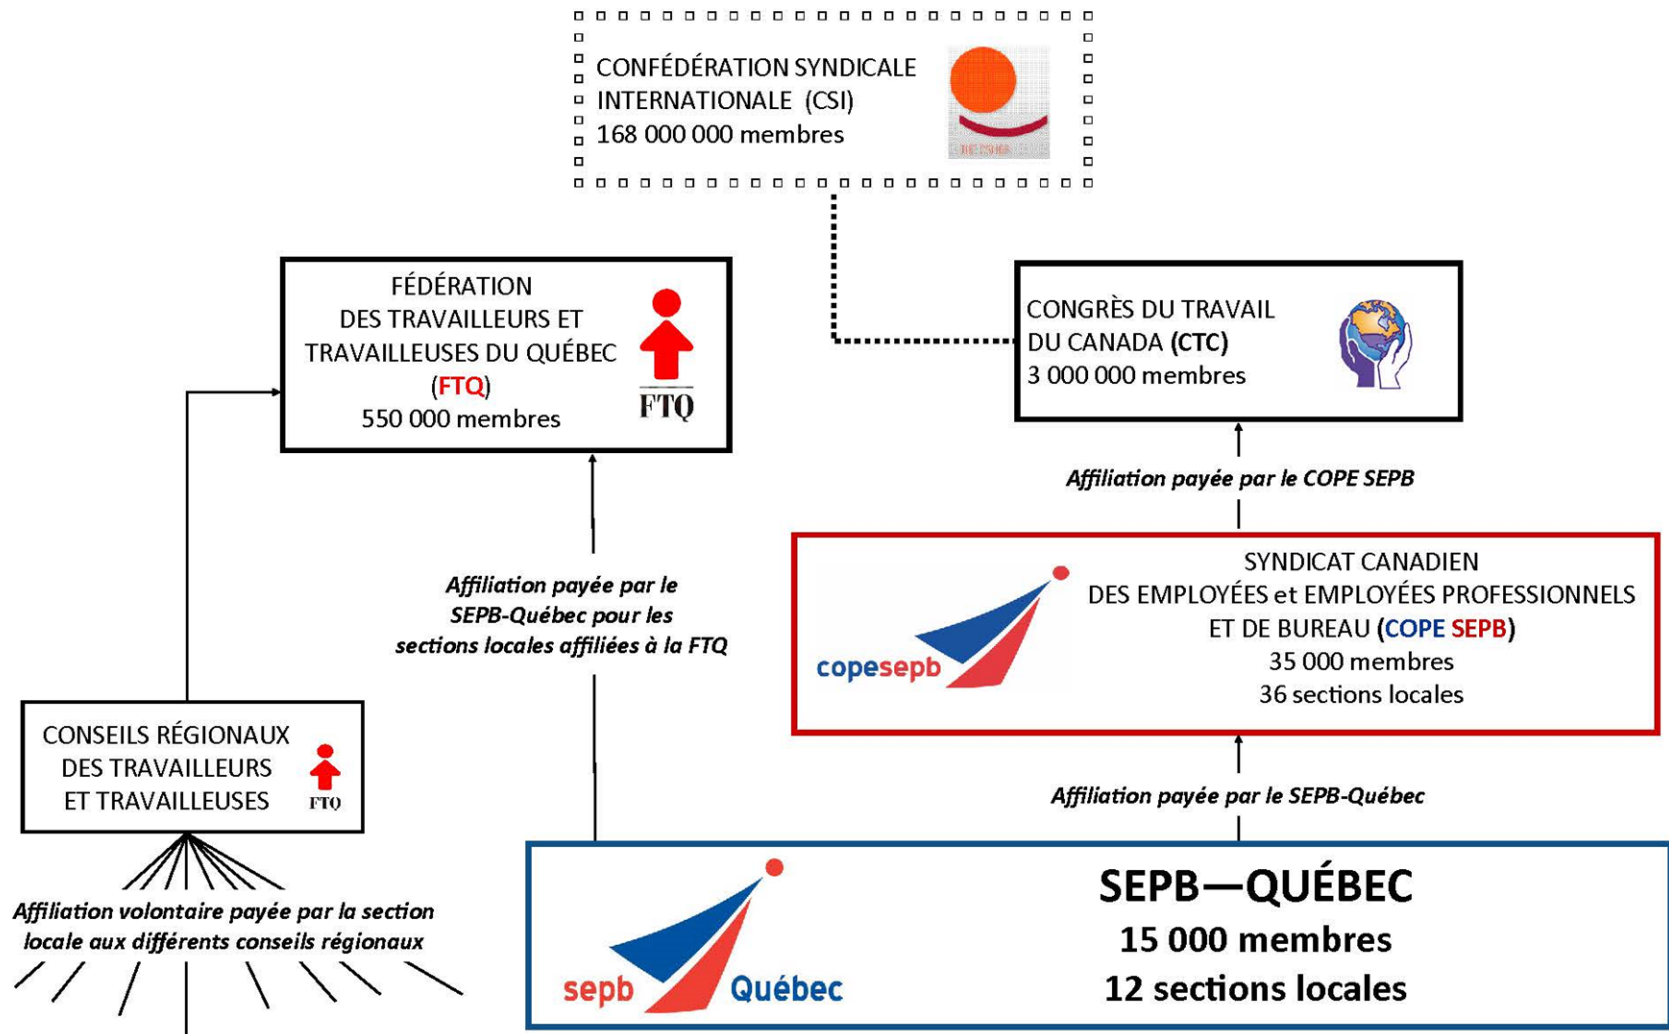 CONFÉDÉRATION SYNDICALE
INTERNATIONALE (CSI)
168 000 000 membres
FÉDÉRATION
DES TRAVAILLEURS ET
TRAVAILLEUSES DU QUÉBEC
(FTQ)
550 000 membres
FTQ
CONGRÈS DU TRAVAIL
DU CANADA (CTC)
3 000 000 membres
Affiliation payée par le COPE SEPB
Affiliation payée par le
SEPB-Québec pour les
sections locales affiliées à la FTQ
copesepb
SYNDICAT CANADIEN
DES EMPLOYÉES et EMPLOYÉES PROFESSIONNELS
ET DE BUREAU (COPE SEPB)
35 000 membres
36 sections locales
CONSEILS RÉGIONAUX
DES TRAVAILLEURS
ET TRAVAILLEUSES
FTQ
Affiliation payée par le SEPB-Québec
Affiliation volontaire payée par la section
locale aux différents conseils régionaux
sepb Québec
SEPB—QUÉBEC
15 000 membres
12 sections locales